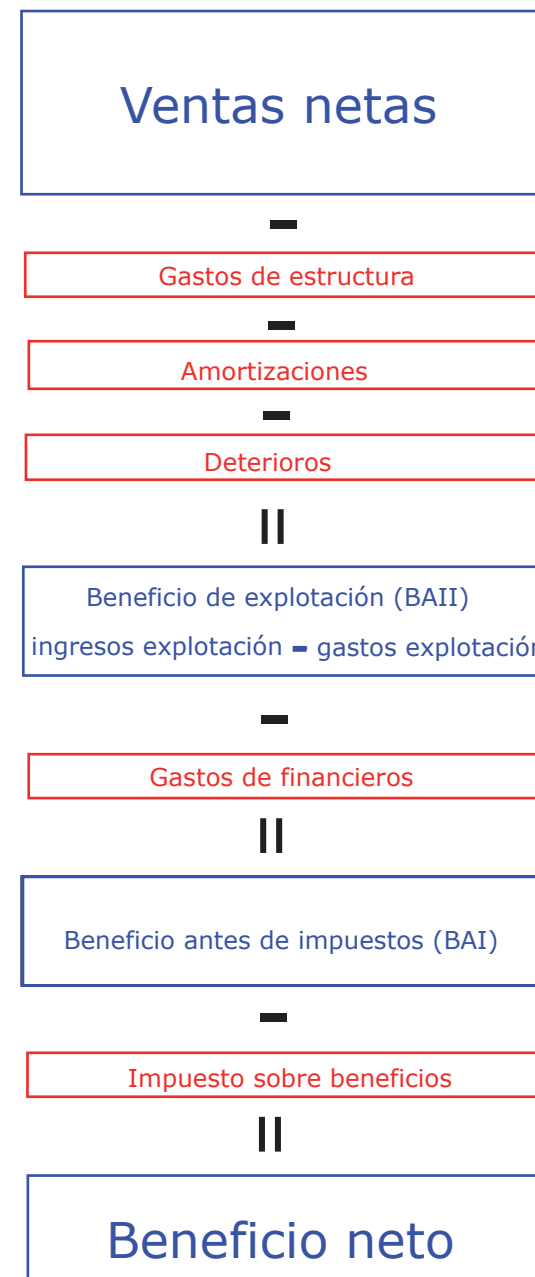 Ventas netas
-
Gastos de estructura
-
Amortizaciones
-
Deterioros
=
Beneficio de explotación (BAII)
ingresos explotación - gastos explotación
-
Gastos de financieros
=
Beneficio antes de impuestos (BAI)
-
Impuesto sobre beneficios
=
Beneficio neto